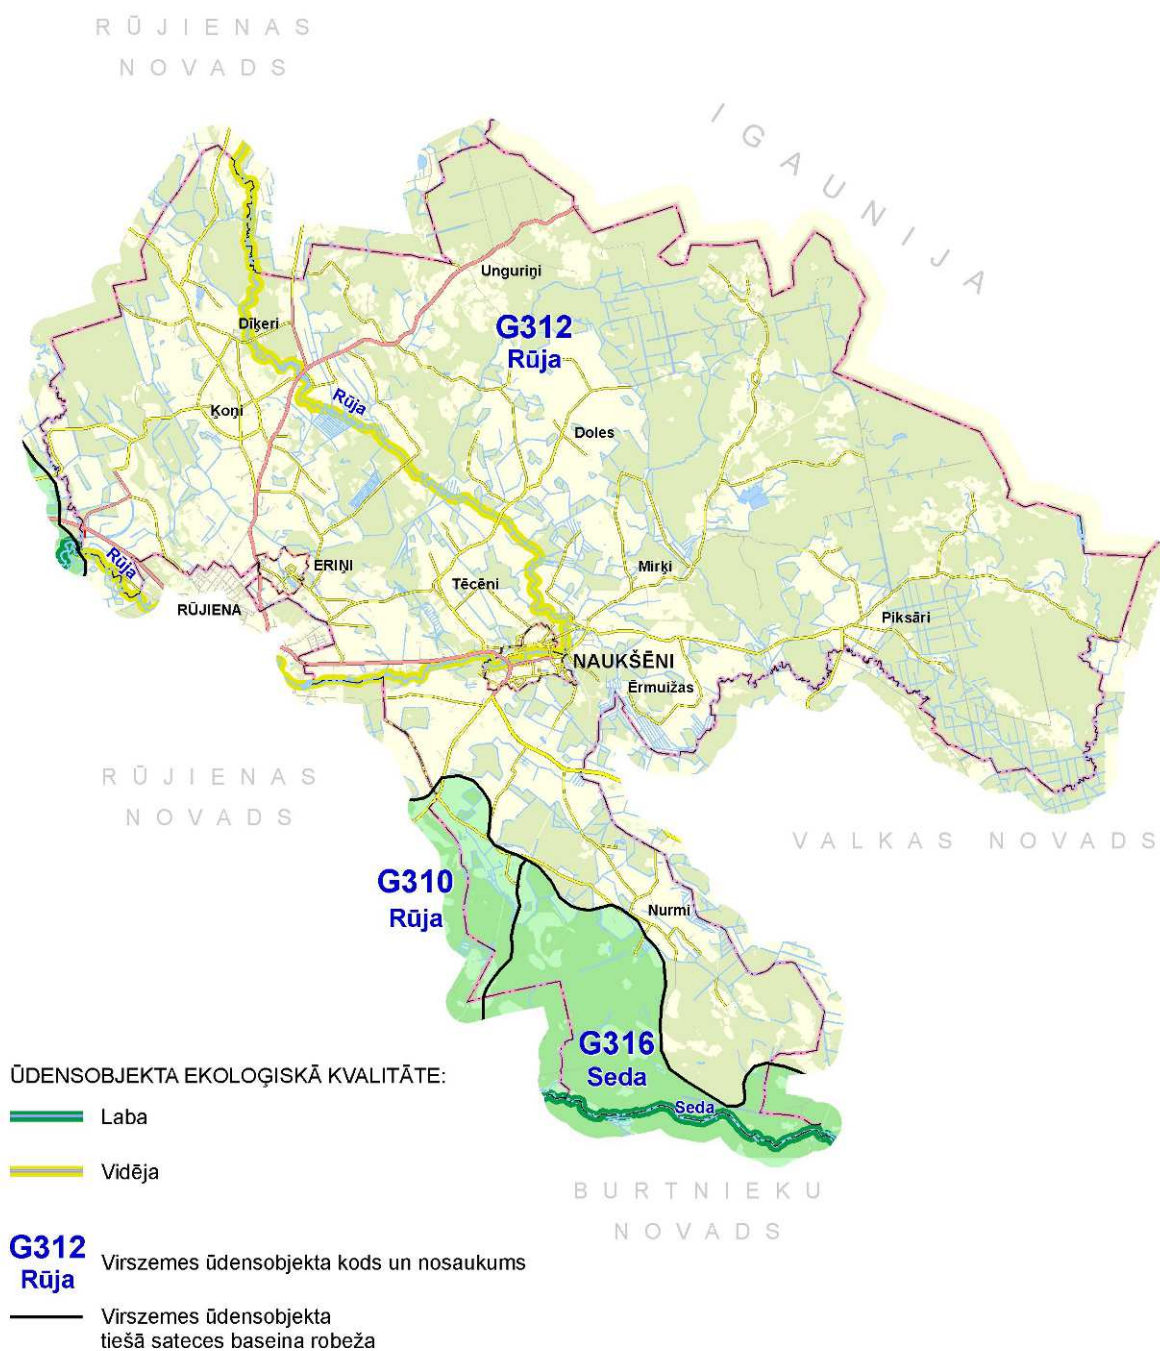 RŪJIENAS
NOVADS
IGAUNIJA
Unguriņi
G312
Rūja
Dīķeri
Rūja
Ķoņi
Doles
Rūja
ERIŅI
Mirķi
Tēcēni
RŪJIENA
Piksāri
NAUKŠĒNI
Ērmuižas
RŪJIENAS
NOVADS
VALKAS NOVADS
G310
Rūja
Nurmi
G316
Seda
Seda
ŪDENSOBJEKTA EKOLOĢISKĀ KVALITĀTE:
Laba
Vidēja
BURTNIEKU
NOVADS
G312
Rūja
Virszemes ūdensobjekta kods un nosaukums
Virszemes ūdensobjekta
tiešā sateces baseina robeža